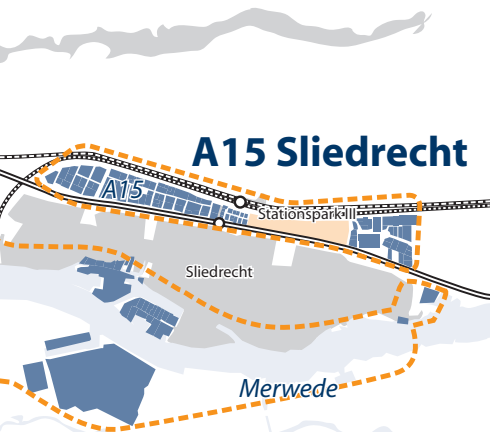 A15 Sliedrecht
A15
Stationspark III
Sliedrecht
Merwede